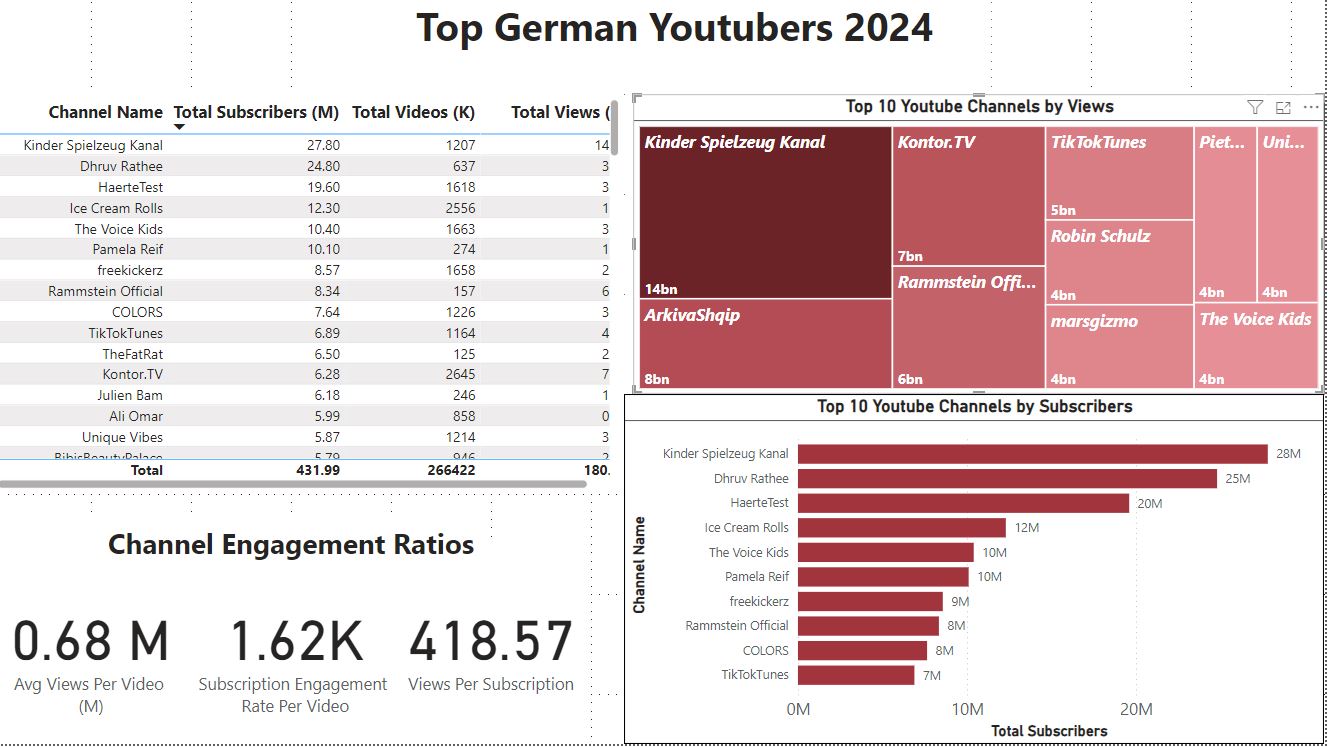 Top German Youtubers 2024
Channel Name Total Subscribers (M) Total Videos (K) Total Views (
Kinder Spielzeug Kanal 27.80 1207 14
Dhruv Rathee 24.80 637 3
HaerteTest 19.60 1618 3
Ice Cream Rolls 12.30 2556 1
The Voice Kids 10.40 1663 3
Pamela Reif 10.10 274 1
freekickerz 8.57 1658 2
Rammstein Official 8.34 157 6
COLORS 7.64 1226 3
TikTokTunes 6.89 1164 4
TheFatRat 6.50 125 2
Kontor.TV 6.28 2645 7
Julien Bam 6.18 246 1
Ali Omar 5.99 858 0
Unique Vibes 5.87 1214 3
BibisBeautyPalace 5.79 946 2
Total 431.99 266422 180.
Channel Engagement Ratios
0.68 M
Avg Views Per Video
(M)
1.62K
Subscription Engagement
Rate Per Video
418.57
Views Per Subscription
Top 10 Youtube Channels by Views
Kinder Spielzeug Kanal
14bn
ArkivaShqip
8bn
Kontor.TV
7bn
Rammstein Offi...
6bn
TikTokTunes
5bn
Robin Schulz
4bn
marsgizmo
4bn
Piet...
4bn
Uni...
4bn
The Voice Kids
4bn
Top 10 Youtube Channels by Subscribers
Channel Name
Kinder Spielzeug Kanal 28M
Dhruv Rathee 25M
HaerteTest 20M
Ice Cream Rolls 12M
The Voice Kids 10M
Pamela Reif 10M
freekickerz 9M
Rammstein Official 8M
COLORS 8M
TikTokTunes 7M
0M 10M 20M
Total Subscribers